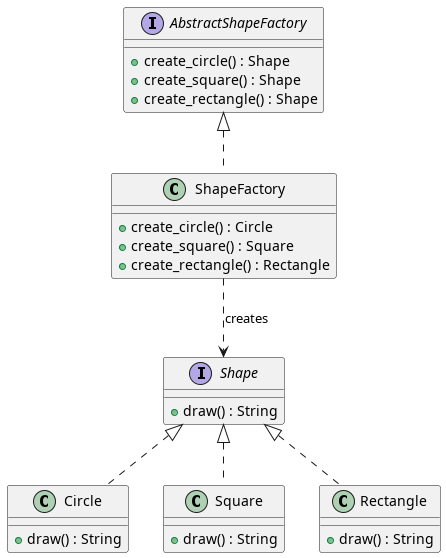 I AbstractShapeFactory
create_circle() : Shape
create_square() : Shape
create_rectangle() : Shape
C ShapeFactory
create_circle() : Circle
create_square() : Square
create_rectangle() : Rectangle
creates
I Shape
draw() : String
C Circle
draw() : String
C Square
draw() : String
C Rectangle
draw() : String